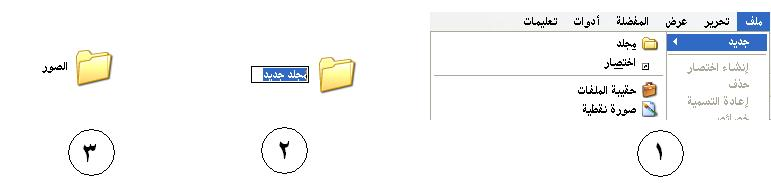 ملف تحرير عرض المفضلة أدوات تعليمات
جديد
مجلد
اختصار
حقيبة الملفات
صورة نقطية
إنشاء اختصار
حذف
إعادة التسمية
خصائص
مجلد جديد
الصور
١
٢
٣